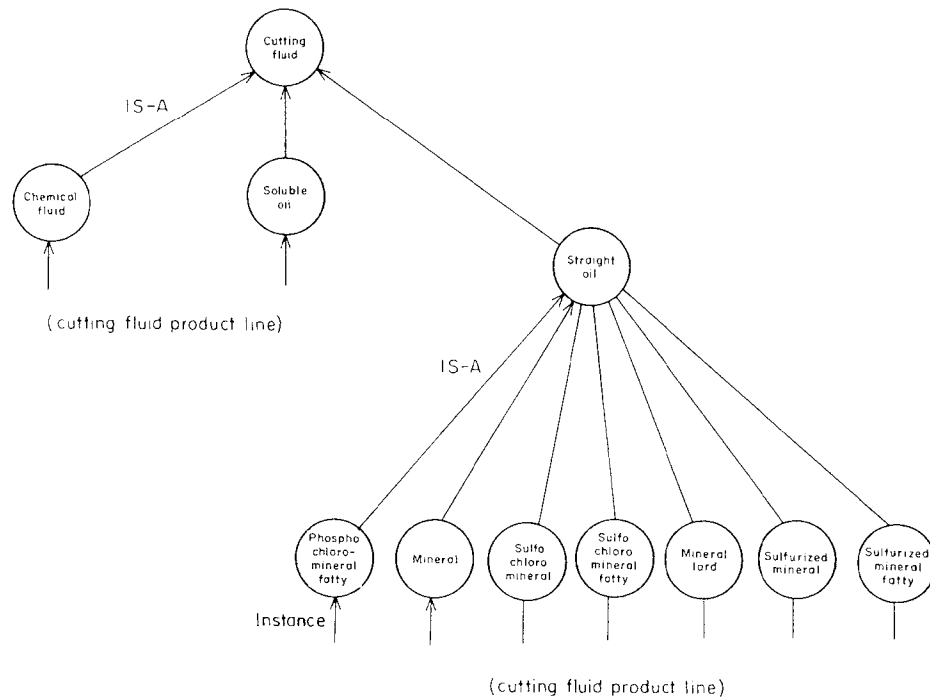 Cutting
fluid
IS-A
Chemical
fluid
Soluble
oil
Straight
oil
(cutting fluid product line)
IS-A
Phospho
chloro-
mineral
fatty
Mineral
Sulfo
chloro
mineral
Sulfo
chloro
mineral
fatty
Mineral
lord
Sulfurized
mineral
Sulfurized
mineral
fatty
Instance
(cutting fluid product line)